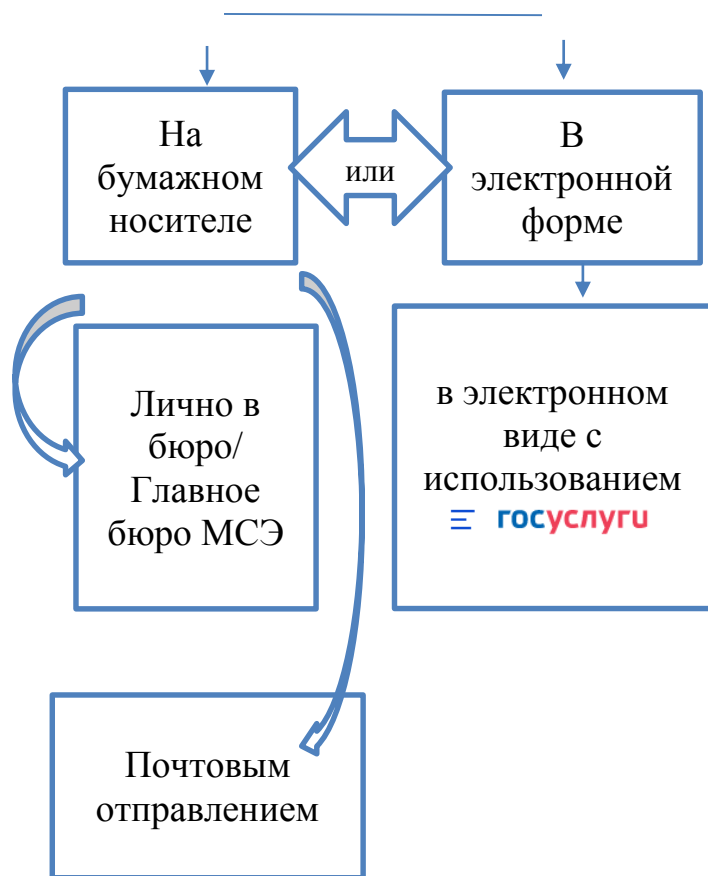 На
бумажном
носителе
или
В
электронной
форме
Лично в
бюро/
Главное
бюро МСЭ
в электронном
виде с
использованием
госуслуги
Почтовым
отправлением